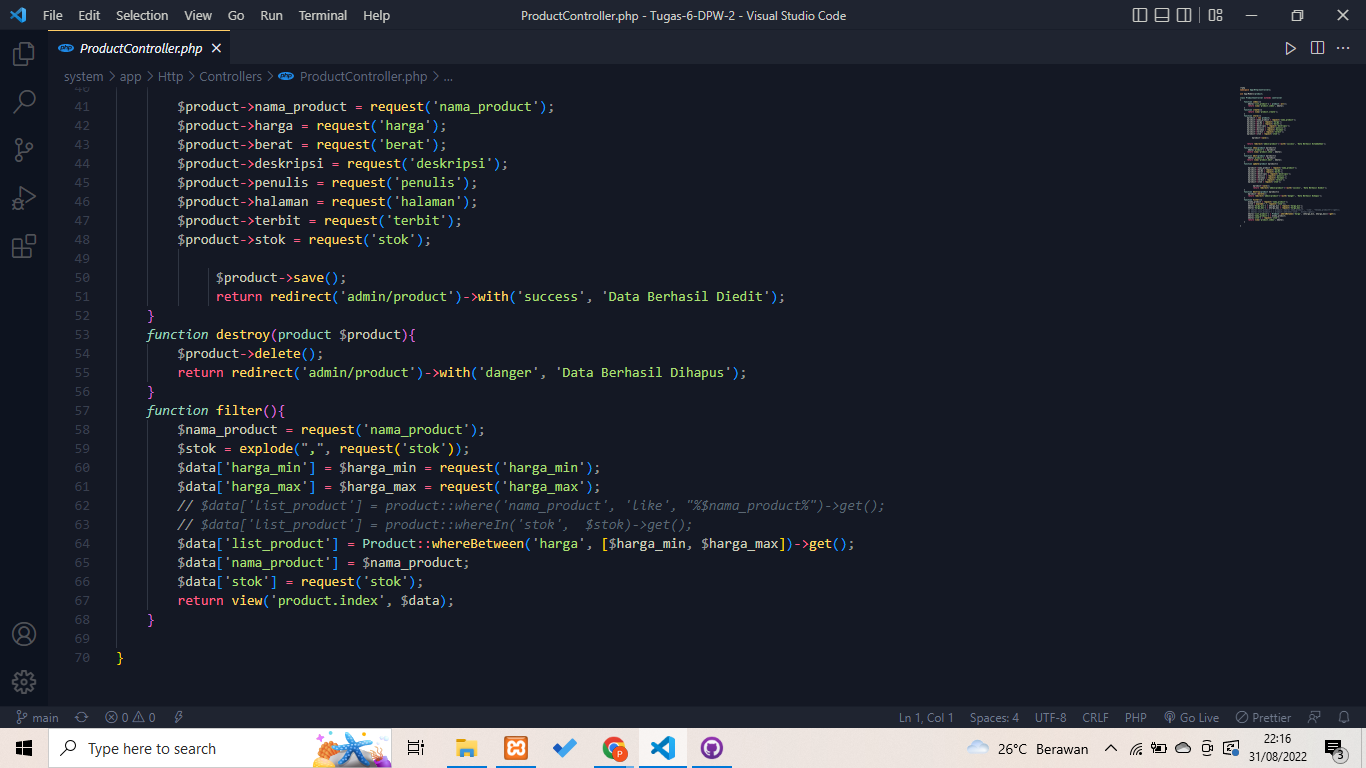 File Edit Selection View Go Run Terminal Help ProductController.php - Tugas-6-DPW-2 - Visual Studio Code
php ProductController.php
system > app > Http > Controllers > php ProductController.php > ...
40
41 $product->nama_product = request('nama_product');
42 $product->harga = request('harga');
43 $product->berat = request('berat');
44 $product->deskripsi = request('deskripsi');
45 $product->penulis = request('penulis');
46 $product->halaman = request('halaman');
47 $product->terbit = request('terbit');
48 $product->stok = request('stok');
49
50 $product->save();
51 return redirect('admin/product')->with('success', 'Data Berhasil Diedit');
52 }
53 function destroy(product $product){
54 $product->delete();
55 return redirect('admin/product')->with('danger', 'Data Berhasil Dihapus');
56 }
57 function filter(){
58 $nama_product = request('nama_product');
59 $stok = explode(",", request('stok'));
60 $data['harga_min'] = $harga_min = request('harga_min');
61 $data['harga_max'] = $harga_max = request('harga_max');
62 // $data['list_product'] = product::where('nama_product', 'like', "%$nama_product%")->get();
63 // $data['list_product'] = product::whereIn('stok',  $stok)->get();
64 $data['list_product'] = Product::whereBetween('harga', [$harga_min, $harga_max])->get();
65 $data['nama_product'] = $nama_product;
66 $data['stok'] = request('stok');
67 return view('product.index', $data);
68 }
69
70 }
main 0 0 Ln 1, Col 1 Spaces: 4 UTF-8 CRLF PHP Go Live Prettier
Type here to search 26°C Berawan 22:16
31/08/2022 3